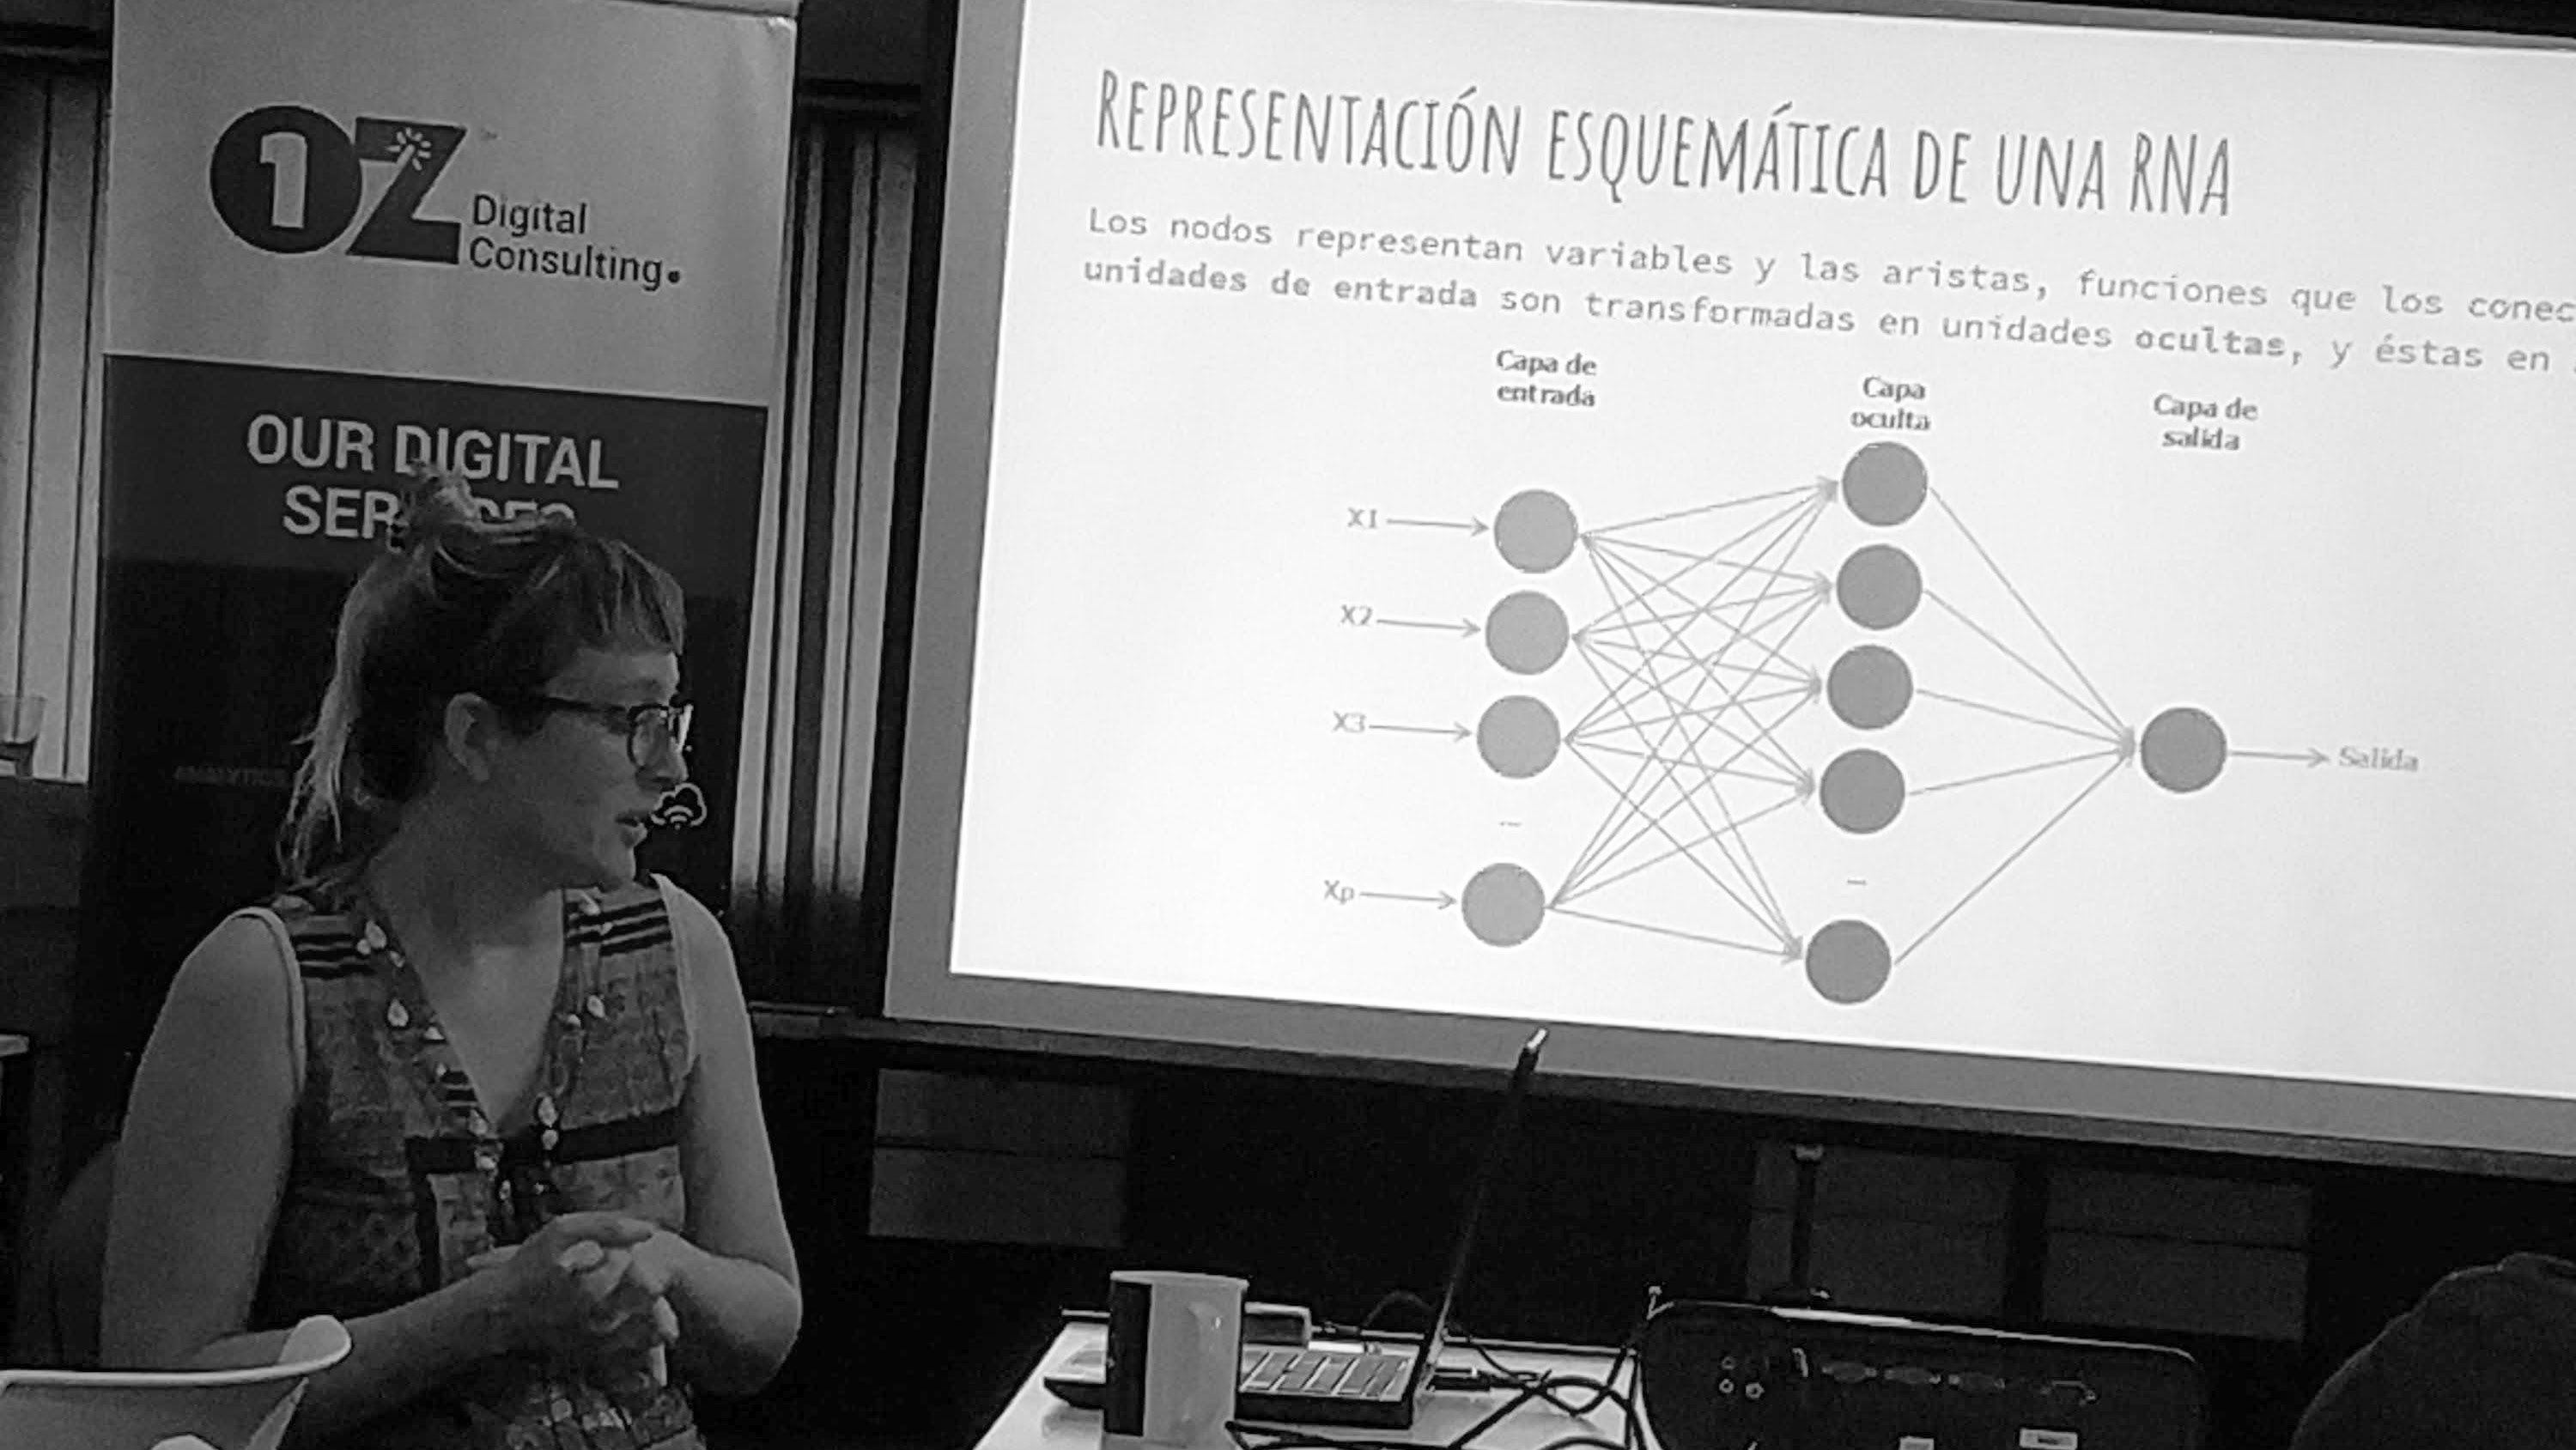 1Z
Digital
Consulting.
OUR DIGITAL
ANALYTICS
REPRESENTACIÓN ESQUEMÁTICA DE UNA RNA
Los nodos representan variables y las aristas, funciones que los conec
unidades de entrada son transformadas en unidades ocultas, y éstas en
Capa de
entrada
Capa
oculta
Capa de
salida
X1
X2
X3
...
Xp
...
Salida